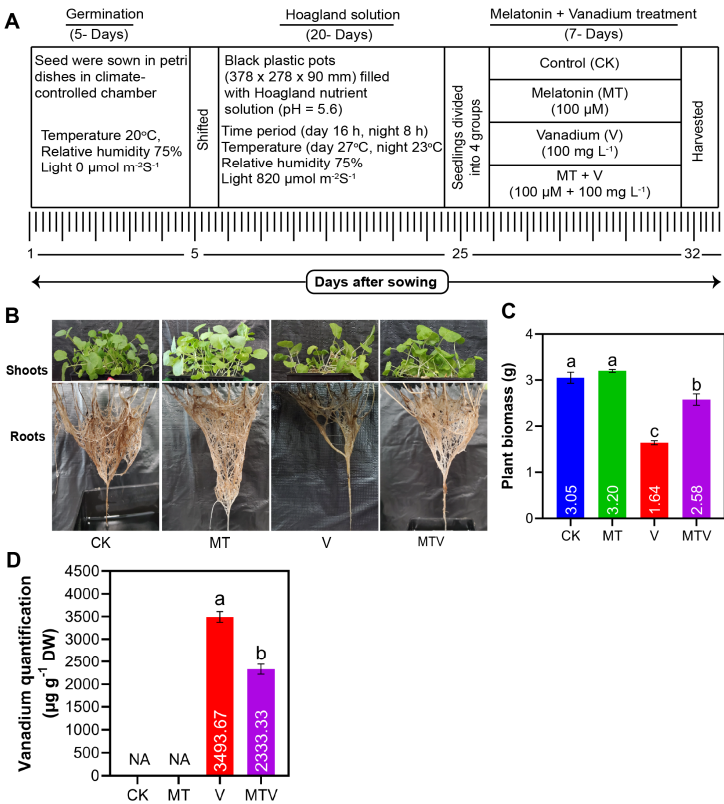 A
Germination
(5- Days)
Hoagland solution
(20- Days)
Melatonin + Vanadium treatment
(7- Days)
Seed were sown in petri
dishes in climate-
controlled chamber
Temperature 20ºC,
Relative humidity 75%
Light 0 μmol m⁻²S⁻¹
Shifted
Black plastic pots
(378 x 278 x 90 mm) filled
with Hoagland nutrient
solution (pH = 5.6)
Time period (day 16 h, night 8 h)
Temperature (day 27ºC, night 23ºC
Relative humidity 75%
Light 820 μmol m⁻²S⁻¹
Seedlings divided
into 4 groups
Control (CK)
Melatonin (MT)
(100 μM)
Vanadium (V)
(100 mg L⁻¹)
MT + V
(100 μM + 100 mg L⁻¹)
Harvested
1 5 25 32
Days after sowing
B
Shoots
Roots
CK MT V MTV
C
Plant biomass (g)
4
3
2
1
0
a a c b
3.05 3.20 1.64 2.58
CK MT V MTV
D
Vanadium quantification
(μg g⁻¹ DW)
4500
4000
3500
3000
2500
2000
1500
1000
500
0
NA NA a b
3493.67 2333.33
CK MT V MTV